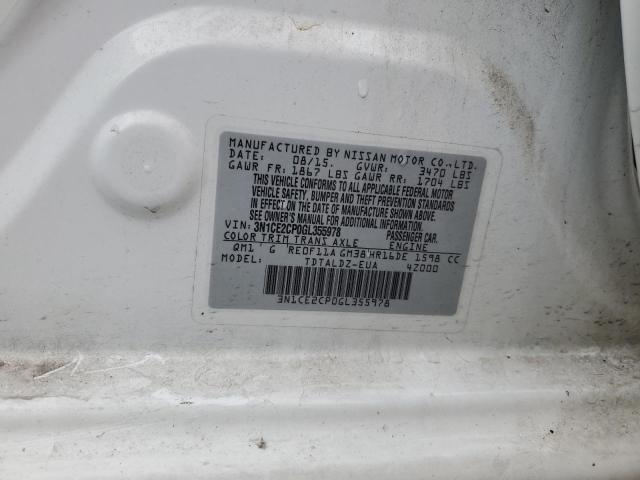 MANUFACTURED BY NISSAN MOTOR CO.,LTD.
DATE: 08/15. GVWR: 3470 LBS
GAWR FR: 1867 LBS GAWR RR: 1704 LBS
THIS VEHICLE CONFORMS TO ALL APPLICABLE FEDERAL MOTOR
VEHICLE SAFETY, BUMPER, AND THEFT PREVENTION STANDARDS
IN EFFECT ON THE DATE OF MANUFACTURE SHOWN ABOVE.
SEE OWNER'S MANUAL FOR ADDITIONAL INFORMATION.
VIN: 3N1CE2CP0GL355978 PASSENGER CAR.
COLOR TRIM TRANS AXLE ENGINE
QM1 G RE0F11A GM38 HR16DE 1598 CC
MODEL: TDTALDZ-EUA 4Z000
3N1CE2CP0GL355978